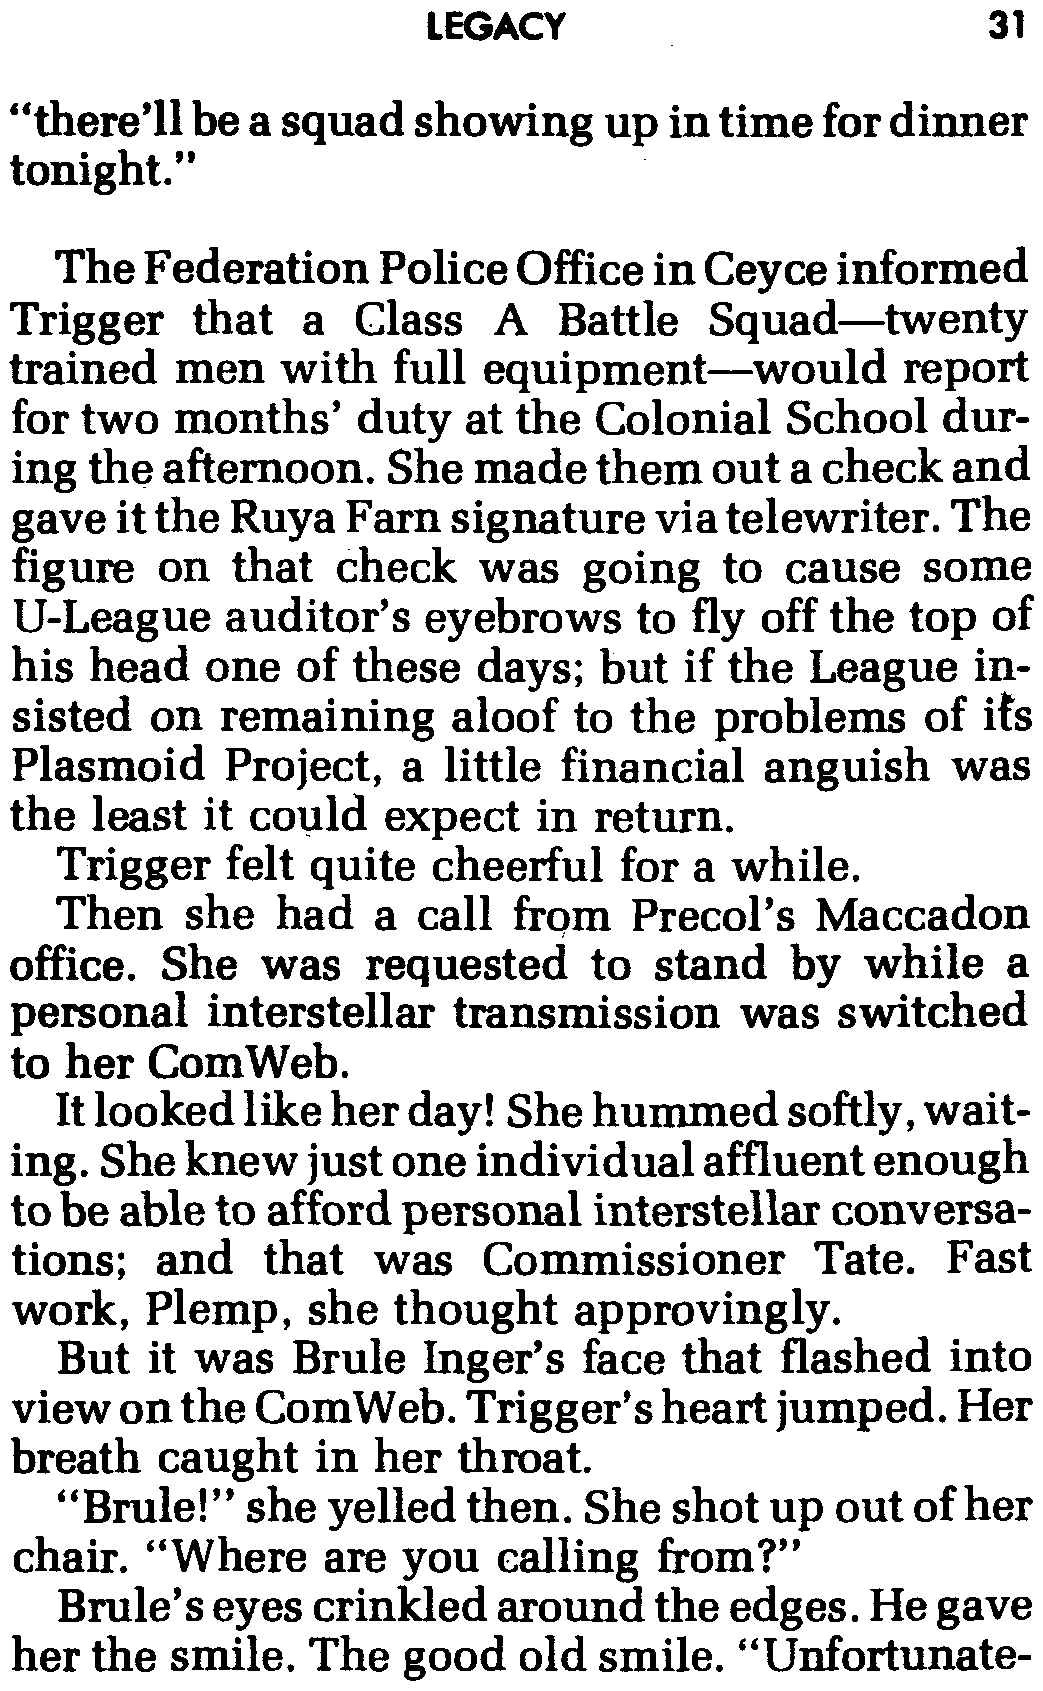 LEGACY 31
“there’ll be a squad showing up in time for dinner
tonight.”
The Federation Police Office in Ceyce informed
Trigger that a Class A Battle Squad—twenty
trained men with full equipment—would report
for two months’ duty at the Colonial School dur-
ing the afternoon. She made them out a check and
gave it the Ruya Farn signature via telewriter. The
figure on that check was going to cause some
U-League auditor’s eyebrows to fly off the top of
his head one of these days; but if the League in-
sisted on remaining aloof to the problems of its
Plasmoid Project, a little financial anguish was
the least it could expect in return.
Trigger felt quite cheerful for a while.
Then she had a call from Precol’s Maccadon
office. She was requested to stand by while a
personal interstellar transmission was switched
to her ComWeb.
It looked like her day! She hummed softly, wait-
ing. She knew just one individual affluent enough
to be able to afford personal interstellar conversa-
tions; and that was Commissioner Tate. Fast
work, Plemp, she thought approvingly.
But it was Brule Inger’s face that flashed into
view on the ComWeb. Trigger’s heart jumped. Her
breath caught in her throat.
“Brule!” she yelled then. She shot up out of her
chair. “Where are you calling from?”
Brule’s eyes crinkled around the edges. He gave
her the smile. The good old smile. “Unfortunate-